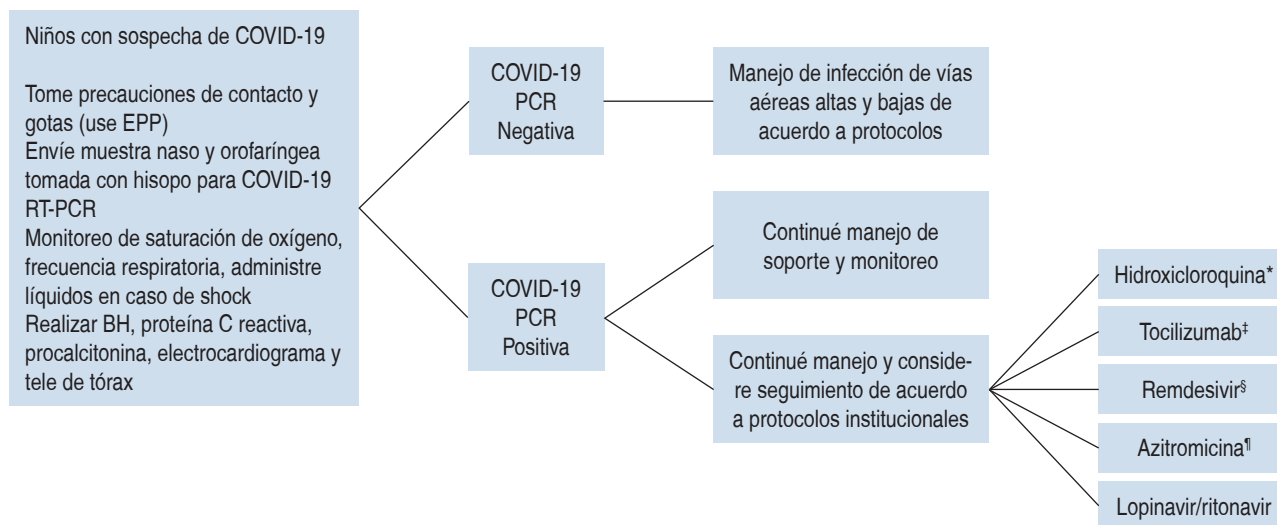 Niños con sospecha de COVID-19
Tome precauciones de contacto y
gotas (use EPP)
Envíe muestra naso y orofaríngea
tomada con hisopo para COVID-19
RT-PCR
Monitoreo de saturación de oxígeno,
frecuencia respiratoria, administre
líquidos en caso de shock
Realizar BH, proteína C reactiva,
procalcitonina, electrocardiograma y
tele de tórax
COVID-19
PCR
Negativa
Manejo de infección de vías
aéreas altas y bajas de
acuerdo a protocolos
COVID-19
PCR
Positiva
Continué manejo de
soporte y monitoreo
Continué manejo y conside-
re seguimiento de acuerdo
a protocolos institucionales
Hidroxicloroquina*
Tocilizumab‡
Remdesivir§
Azitromicina¶
Lopinavir/ritonavir